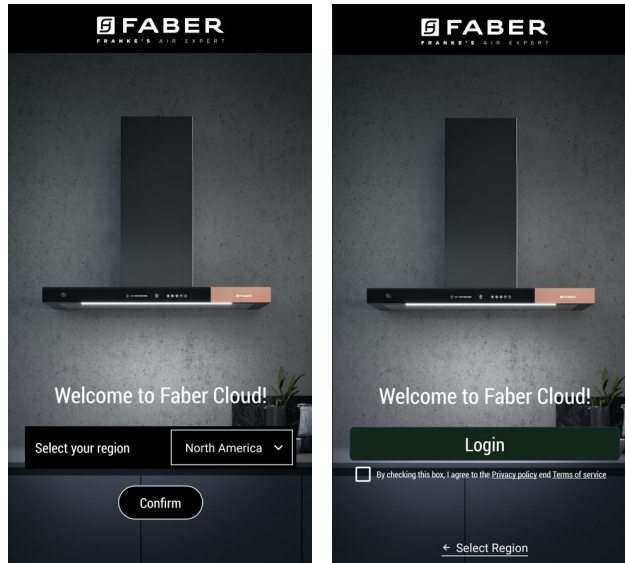 FABER
FRANKE'S AIR EXPERT
Welcome to Faber Cloud!
Select your region
North America
Confirm
FABER
FRANKE'S AIR EXPERT
FABER
Welcome to Faber Cloud!
Login
By checking this box, I agree to the Privacy policy end Terms of service
← Select Region